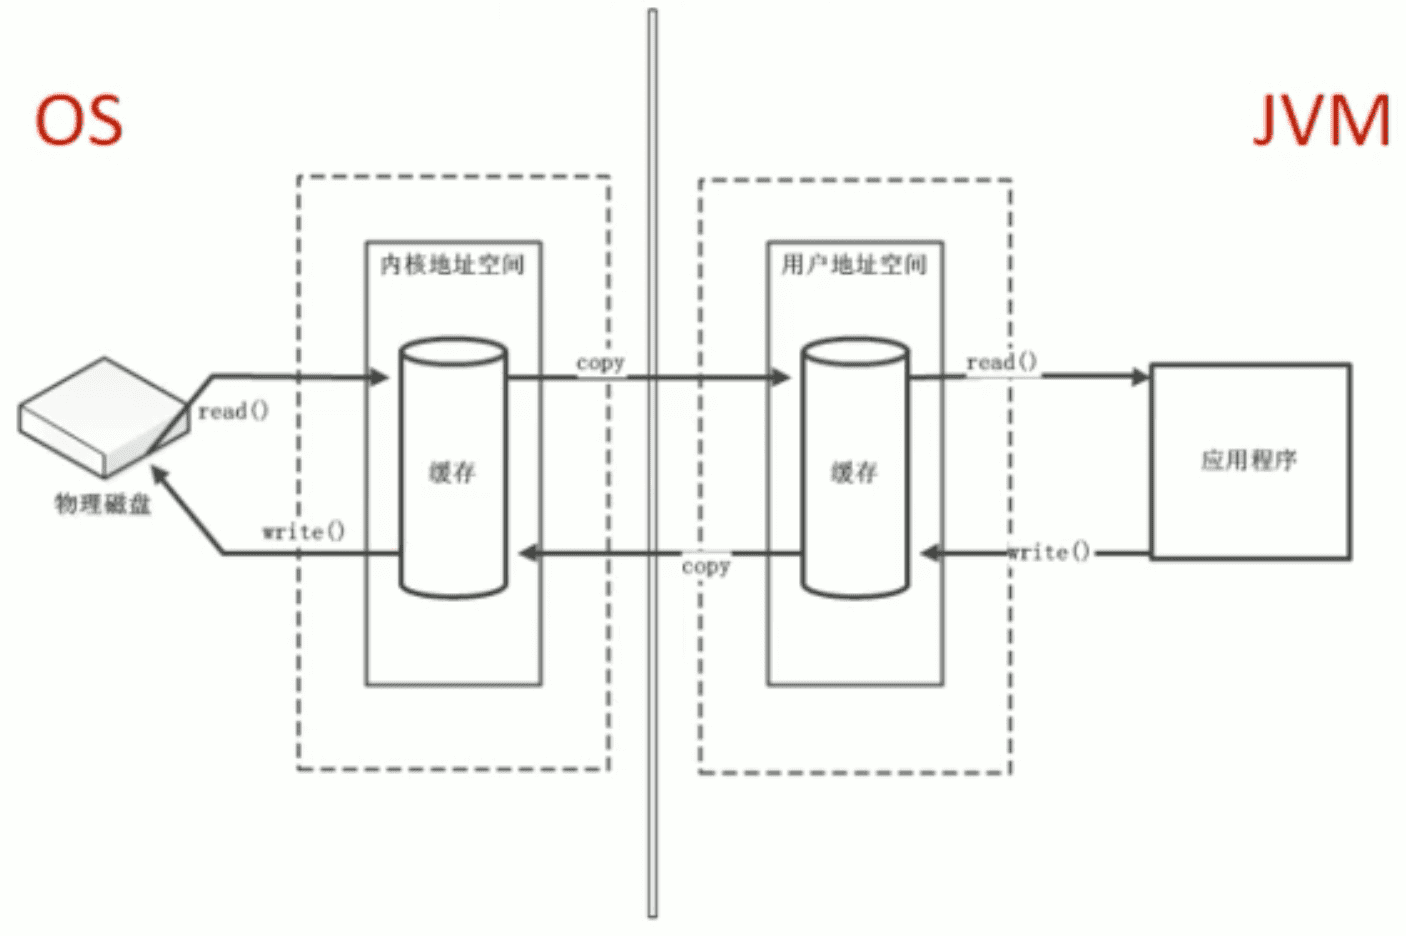 OS
JVM
内核地址空间
用户地址空间
copy
read()
read()
缓存
缓存
应用程序
物理磁盘
write()
copy
write()